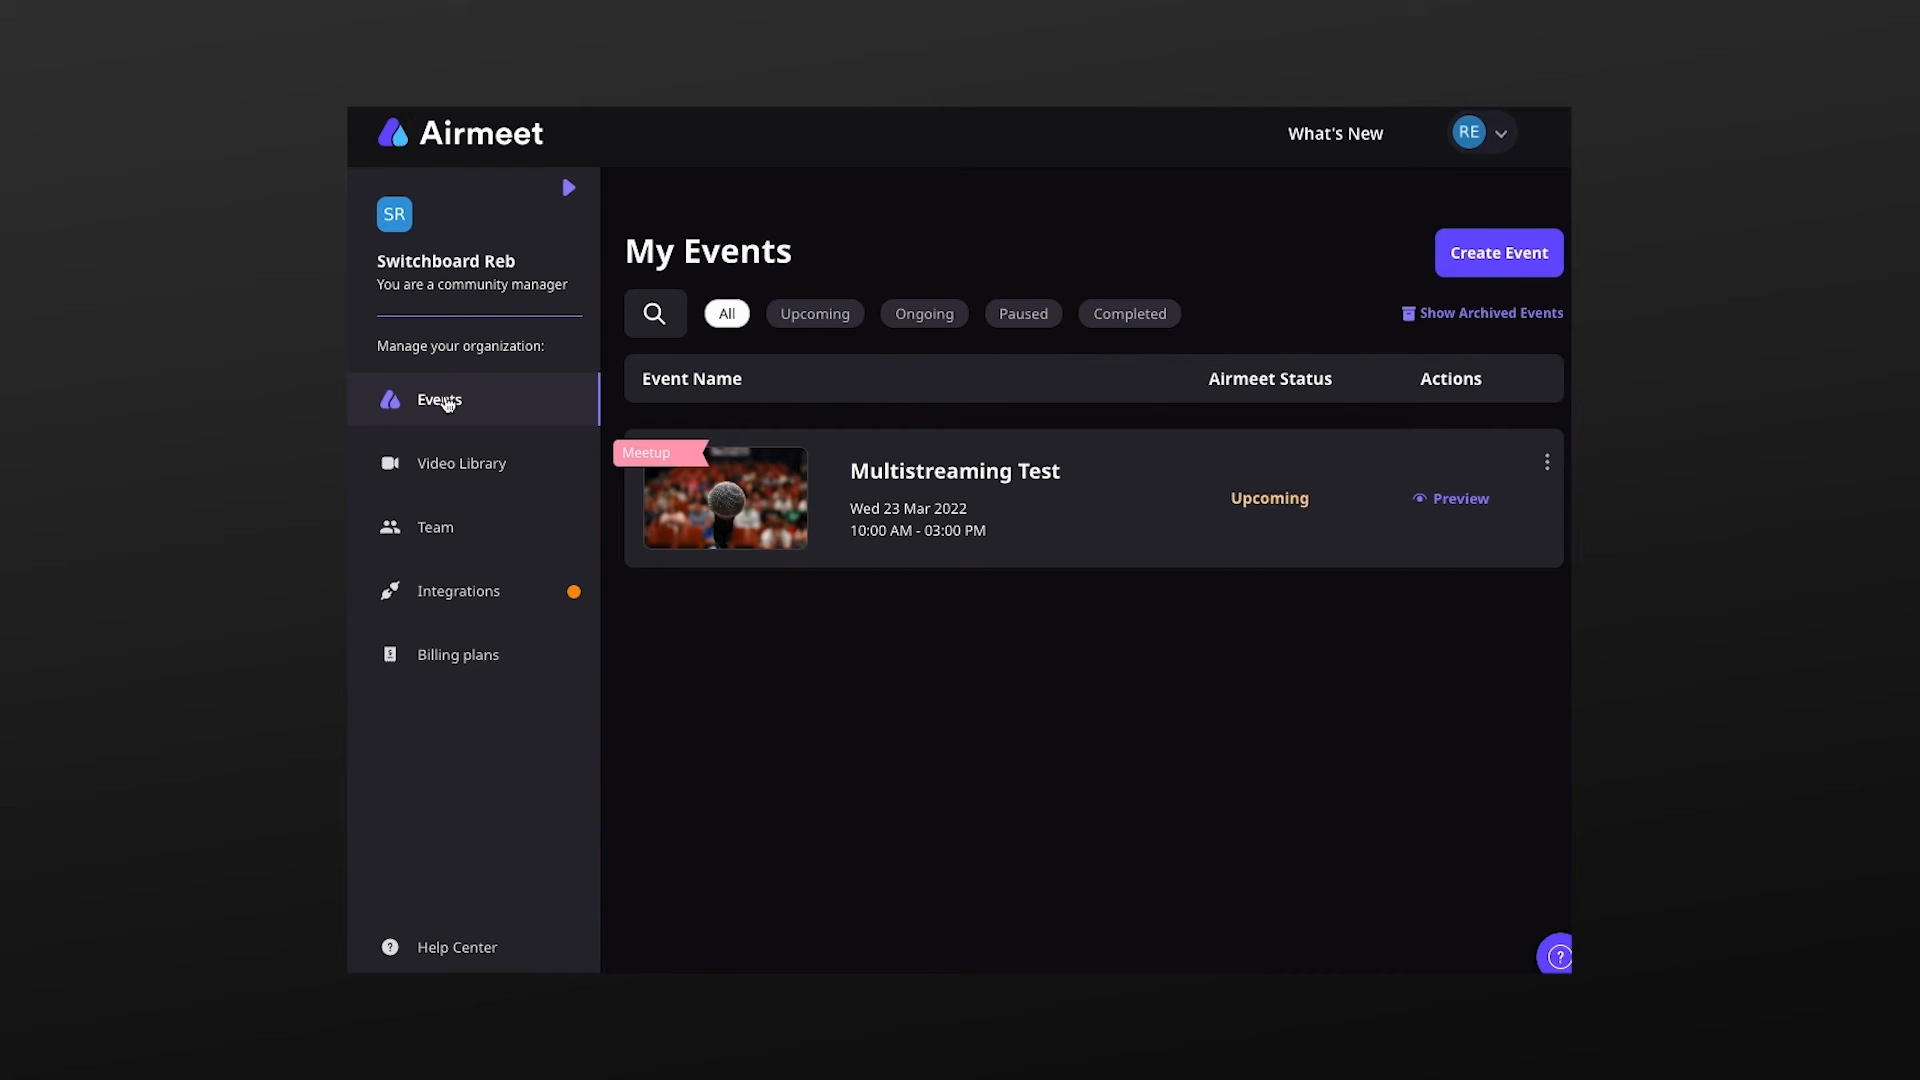 Airmeet
What's New
RE
SR
Switchboard Reb
You are a community manager
Manage your organization:
Events
Video Library
Team
Integrations
Billing plans
Help Center
My Events
Create Event
All
Upcoming
Ongoing
Paused
Completed
Show Archived Events
Event Name
Airmeet Status
Actions
Meetup
Multistreaming Test
Wed 23 Mar 2022
10:00 AM - 03:00 PM
Upcoming
Preview
?